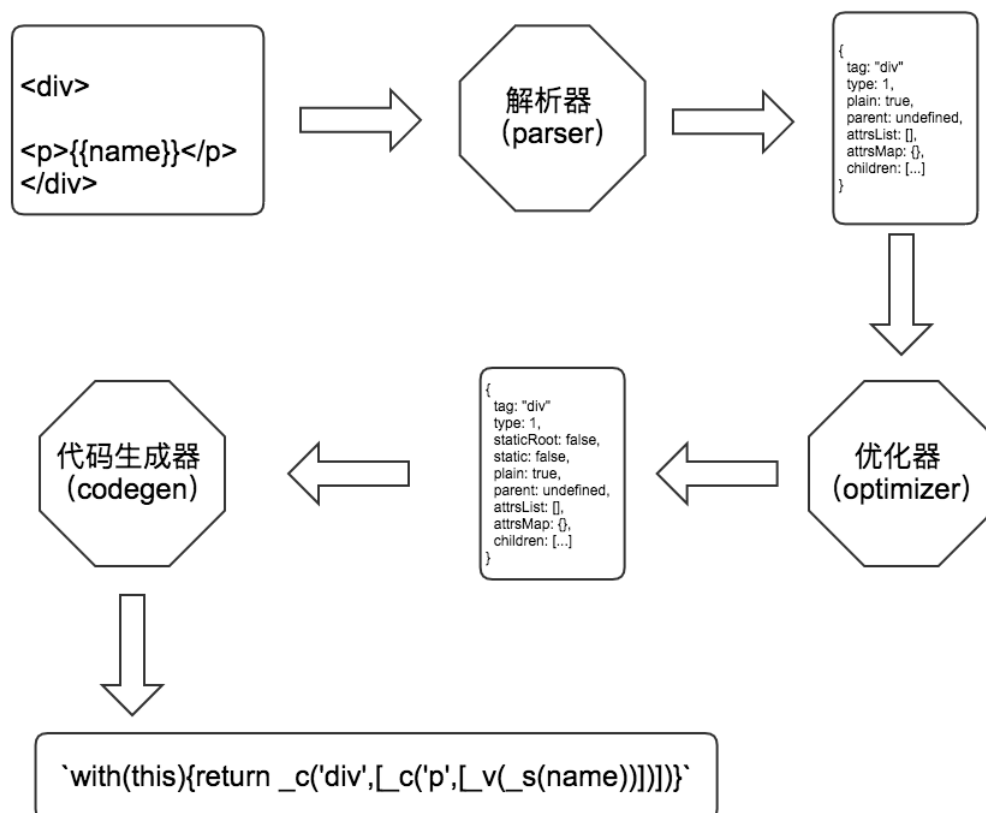 <div>
<p>{{name}}</p>
</div>
解析器
（parser）
{
tag: "div"
type: 1,
plain: true,
parent: undefined,
attrsList: [],
attrsMap: {},
children: [...]
}
优化器
（optimizer）
{
tag: "div"
type: 1,
staticRoot: false,
static: false,
plain: true,
parent: undefined,
attrsList: [],
attrsMap: {},
children: [...]
}
代码生成器
（codegen）
`with(this){return _c('div',[_c('p',[_v(_s(name))])])}`